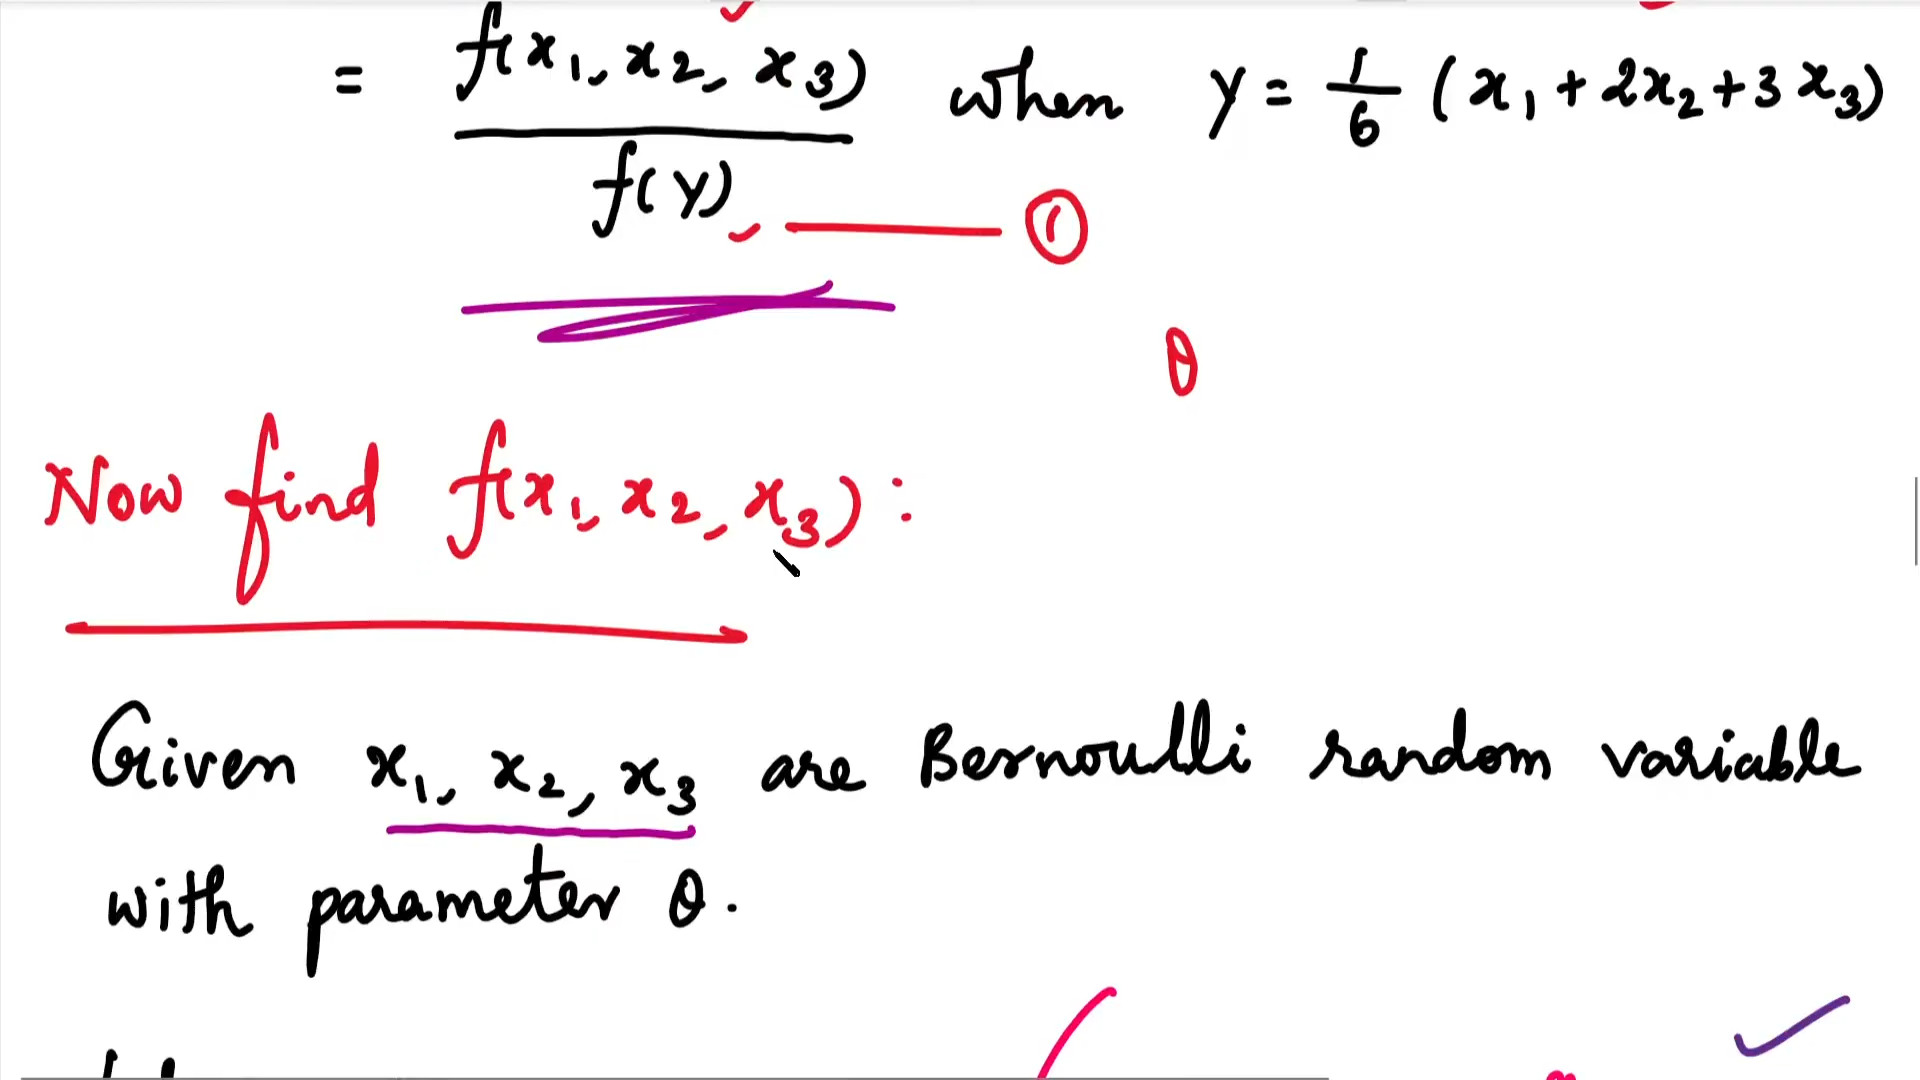 = f(x1, x2, x3) / f(Y) when Y = 1/6 (x1 + 2x2 + 3x3)
①
θ
Now find f(x1, x2, x3):
Given x1, x2, x3 are Bernoulli random variable
with parameter θ.